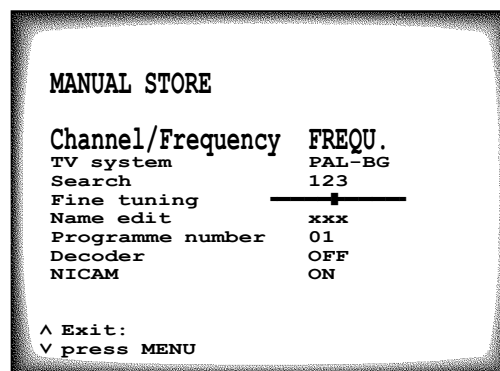 MANUAL STORE
Channel/Frequency FREQU.
TV system PAL-BG
Search 123
Fine tuning
Name edit xxx
Programme number 01
Decoder OFF
NICAM ON
^ Exit:
v press MENU